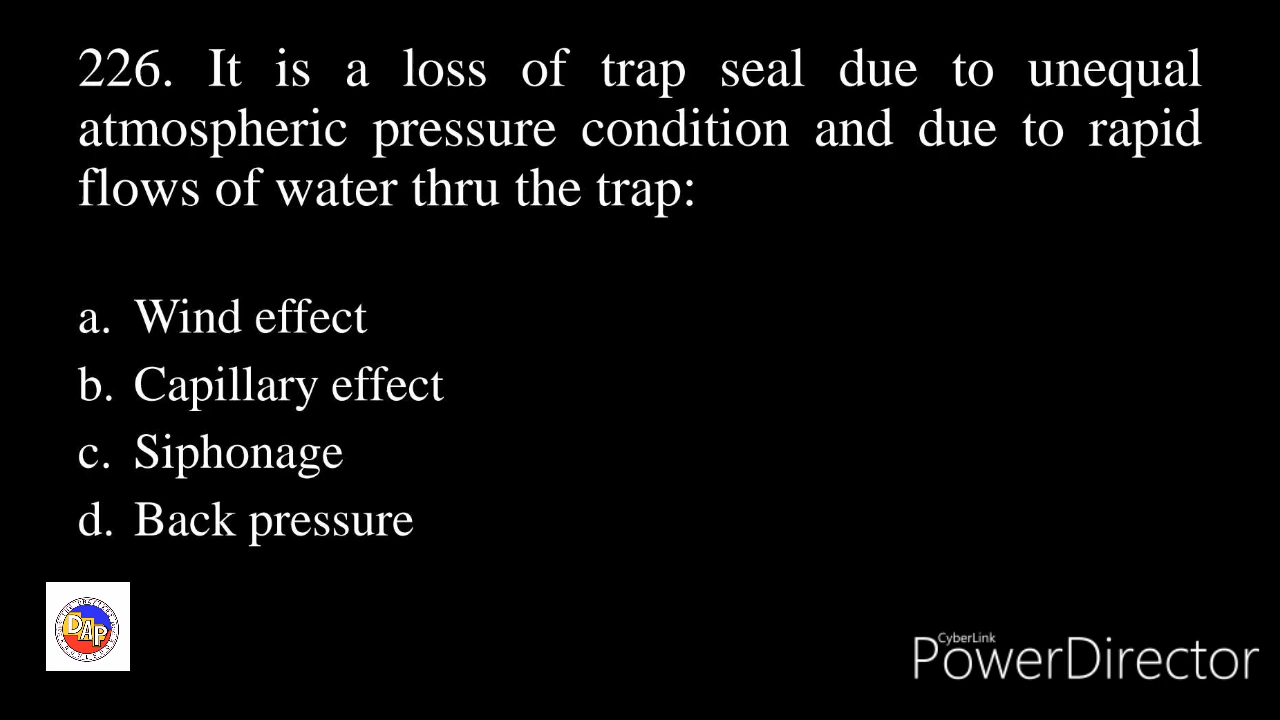 226. It is a loss of trap seal due to unequal
atmospheric pressure condition and due to rapid
flows of water thru the trap:
a. Wind effect
b. Capillary effect
c. Siphonage
d. Back pressure
DAP
CyberLink
PowerDirector